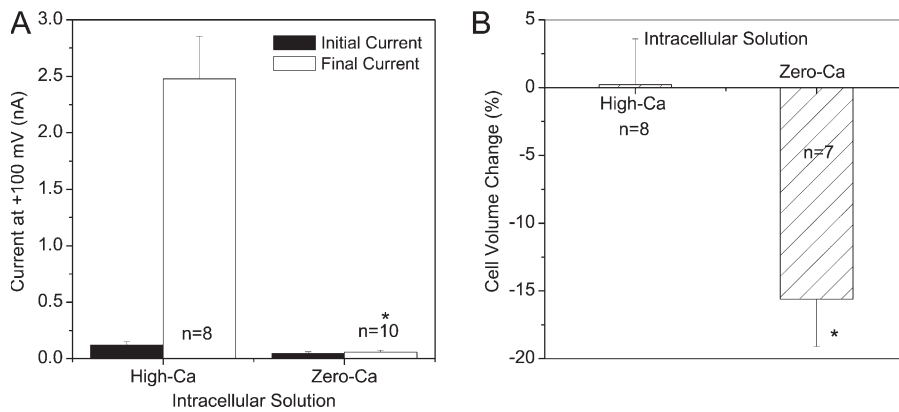 A
3.0
2.5
2.0
1.5
1.0
0.5
0.0
Current at +100 mV (nA)
Initial Current
Final Current
n=8
*
n=10
High-Ca
Zero-Ca
Intracellular Solution
B
5
0
-5
-10
-15
-20
Cell Volume Change (%)
Intracellular Solution
Zero-Ca
High-Ca
n=8
n=7
*